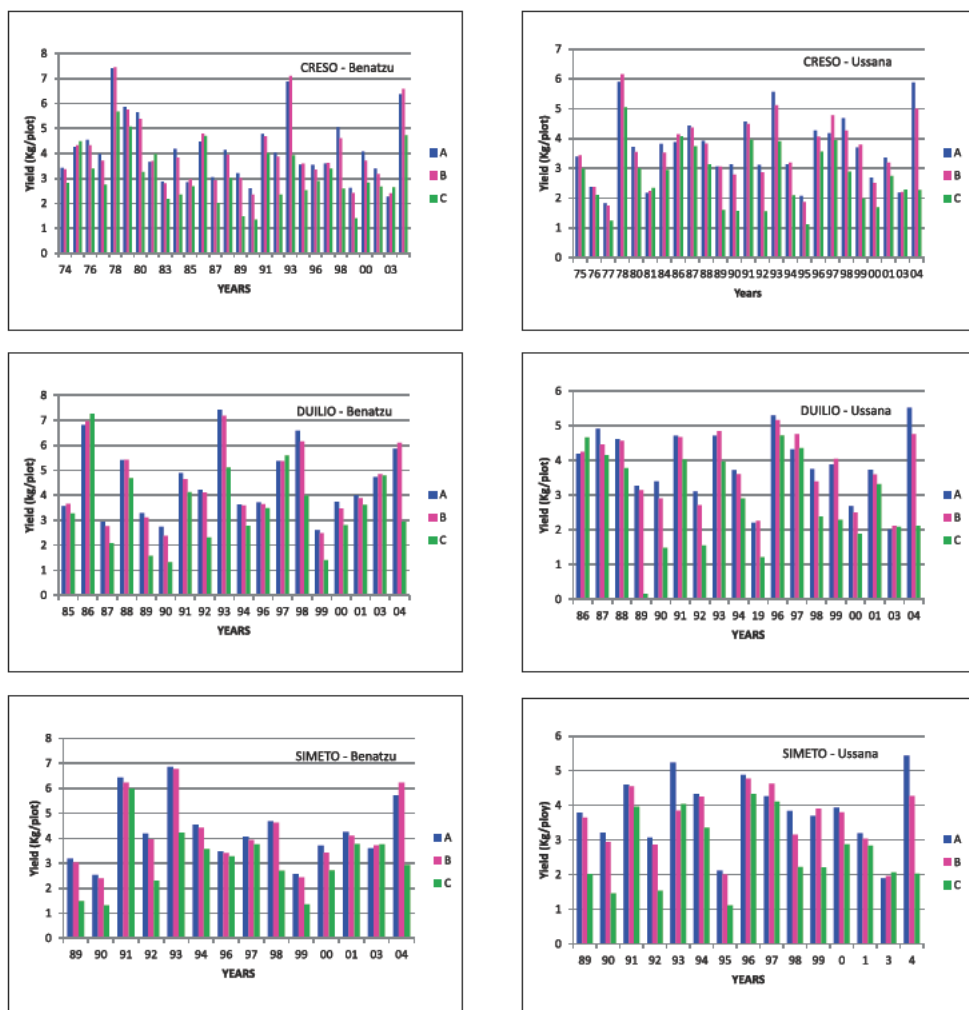 CRESO - Benatzu
Yield (Kg/plot)
8
7
6
5
4
3
2
1
0
74 76 78 80 83 85 87 89 91 93 96 98 00 03
YEARS
A
B
C
CRESO - Ussana
Yield (Kg/plot)
7
6
5
4
3
2
1
0
75 76 77 78 80 81 84 86 87 88 89 90 91 92 93 94 95 96 97 98 99 00 01 03 04
Years
A
B
C
DUILIO - Benatzu
Yield (kg/plot)
8
7
6
5
4
3
2
1
0
85 86 87 88 89 90 91 92 93 94 96 97 98 99 00 01 03 04
YEARS
A
B
C
DUILIO - Ussana
Yield (Kg/plot)
6
5
4
3
2
1
0
86 87 88 89 90 91 92 93 94 19 96 97 98 99 00 01 03 04
YEARS
A
B
C
SIMETO - Benatzu
Yield (Kg/plot)
8
7
6
5
4
3
2
1
0
89 90 91 92 93 94 96 97 98 99 00 01 03 04
YEARS
A
B
C
SIMETO - Ussana
Yield (Kg/ploy)
6
5
4
3
2
1
0
89 90 91 92 93 94 95 96 97 98 99 0 1 3 4
YEARS
A
B
C